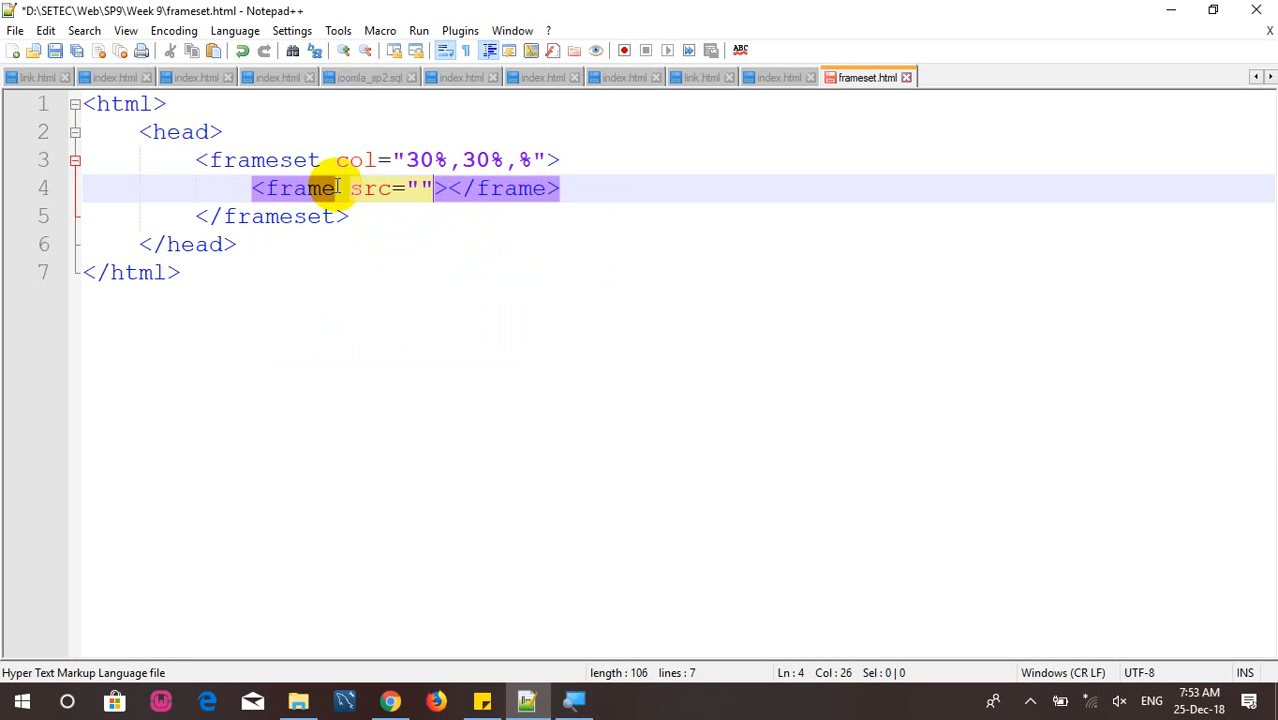 *D:\SETEC\Web\SP9\Week 9\frameset.html - Notepad++
File Edit Search View Encoding Language Settings Tools Macro Run Plugins Window ? X
link.html index.html index.html index.html joomla_sp2.sql index.html index.html index.html link.html index.html frameset.html
1 <html>
2 <head>
3 <frameset col="30%,30%,%">
4 <frame src=""></frame>
5 </frameset>
6 </head>
7 </html>
Hyper Text Markup Language file length : 106 lines : 7 Ln : 4 Col : 26 Sel : 0 | 0 Windows (CR LF) UTF-8 INS
ENG 7:53 AM
25-Dec-18